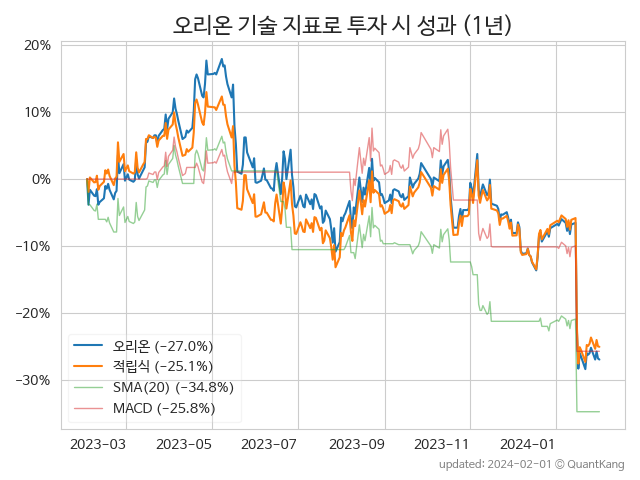 오리온 기술 지표로 투자 시 성과 (1년)
20%
10%
0%
−10%
−20%
−30%
오리온 (−27.0%)
적립식 (−25.1%)
SMA(20) (−34.8%)
MACD (−25.8%)
2023-03 2023-05 2023-07 2023-09 2023-11 2024-01
updated: 2024-02-01 © QuantKang